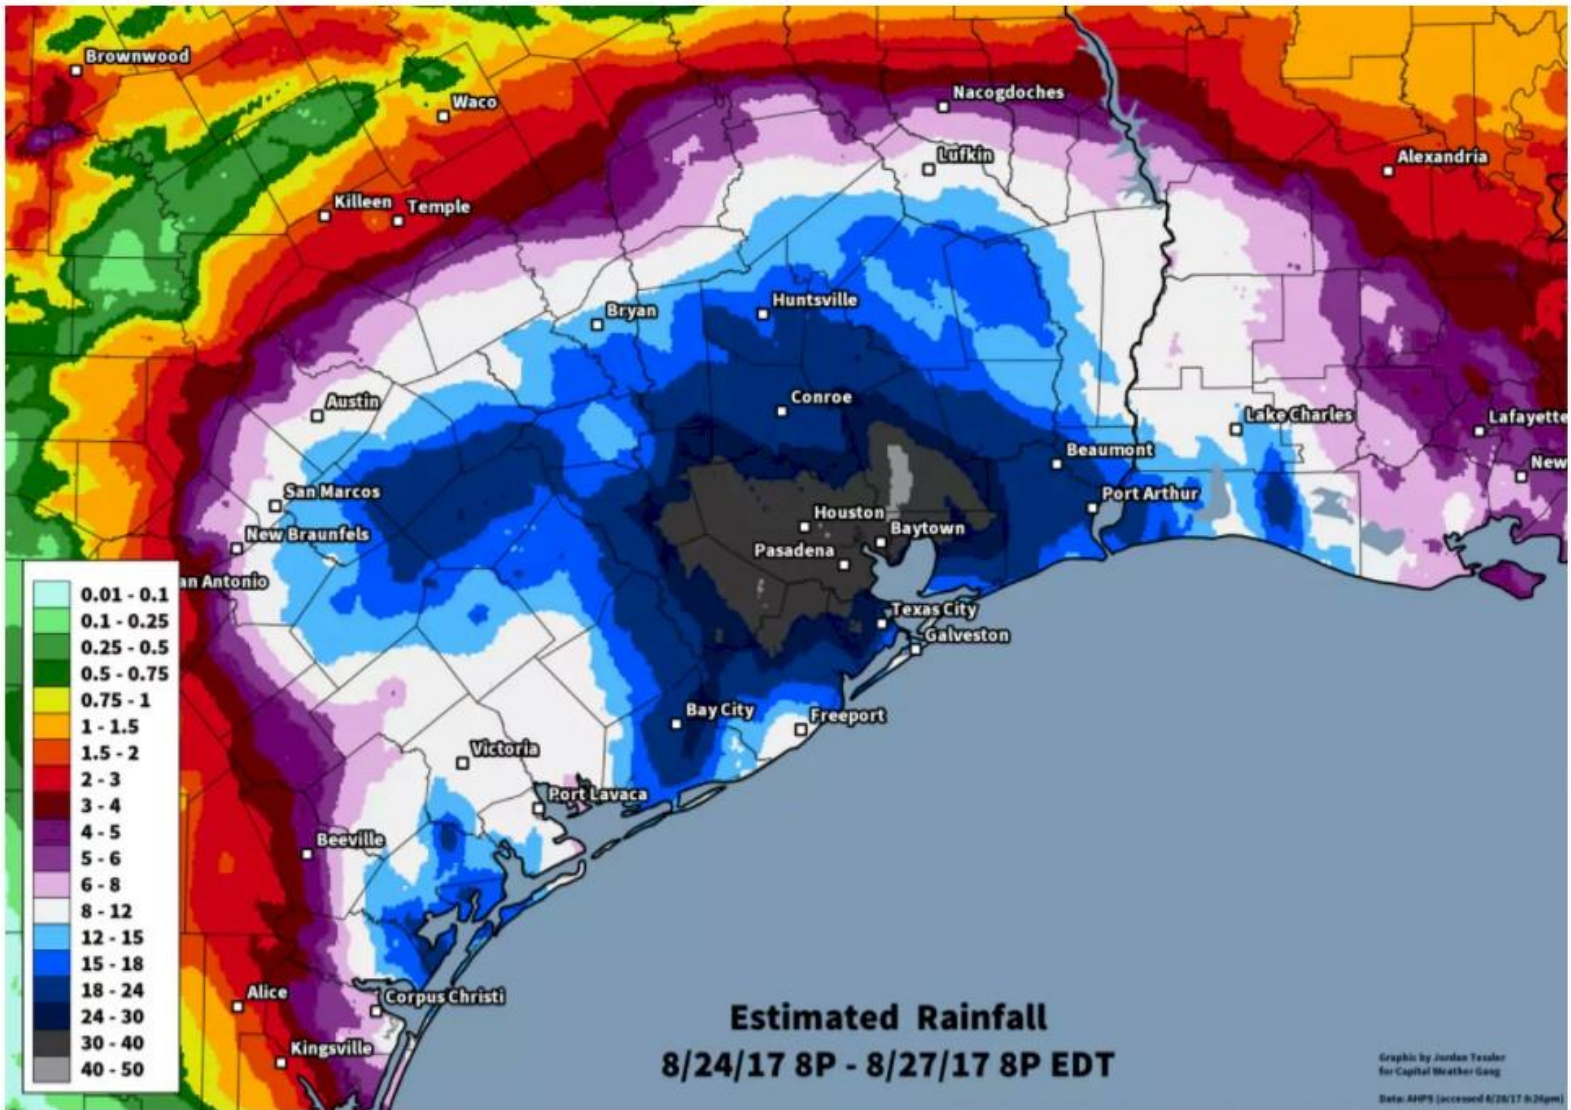 Brownwood
Waco
Nacogdoches
Lufkin
Alexandria
Killeen
Temple
Bryan
Huntsville
Austin
Conroe
Lake Charles
Lafayette
Beaumont
New
San Marcos
Port Arthur
Houston
Baytown
New Braunfels
Pasadena
an Antonio
Texas City
Galveston
Bay City
Freeport
Victoria
Port Lavaca
Beeville
Alice
Corpus Christi
Kingsville
0.01 - 0.1
0.1 - 0.25
0.25 - 0.5
0.5 - 0.75
0.75 - 1
1 - 1.5
1.5 - 2
2 - 3
3 - 4
4 - 5
5 - 6
6 - 8
8 - 12
12 - 15
15 - 18
18 - 24
24 - 30
30 - 40
40 - 50
Estimated Rainfall
8/24/17 8P - 8/27/17 8P EDT
Graphic by Jordan Tessler
for Capital Weather Gang
Data: AHPS (accessed